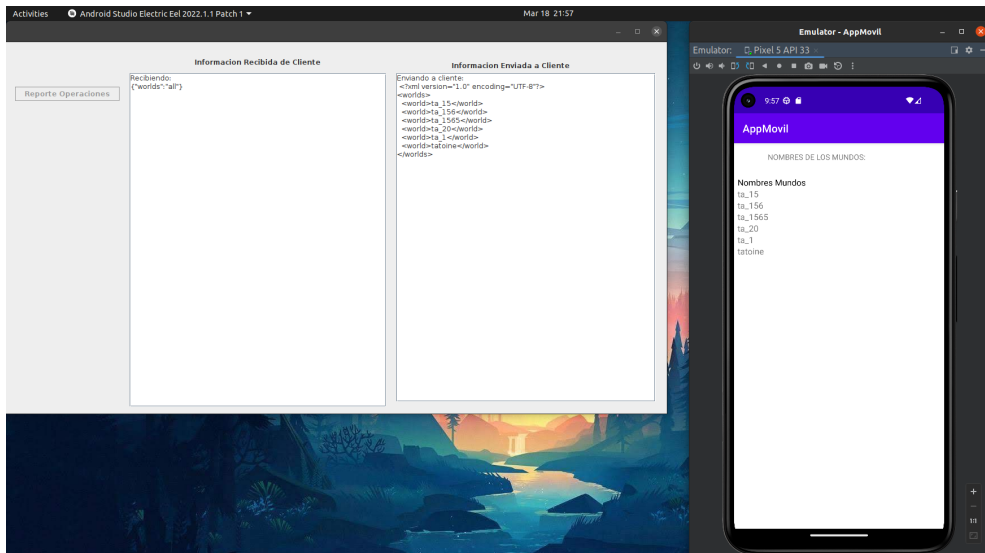 Activities
Android Studio Electric Eel 2022.1.1 Patch 1
Mar 18 21:57
Informacion Recibida de Cliente
Informacion Enviada a Cliente
Reporte Operaciones
Recibiendo:
{"worlds":"all"}
Enviando a cliente:
<?xml version="1.0" encoding="UTF-8"?>
<worlds>
<world>ta_15</world>
<world>ta_156</world>
<world>ta_1565</world>
<world>ta_20</world>
<world>ta_1</world>
<world>tatoine</world>
</worlds>
Emulator - AppMovil
Emulator:
Pixel 5 API 33
9:57
AppMovil
NOMBRES DE LOS MUNDOS:
Nombres Mundos
ta_15
ta_156
ta_1565
ta_20
ta_1
tatoine
1:1